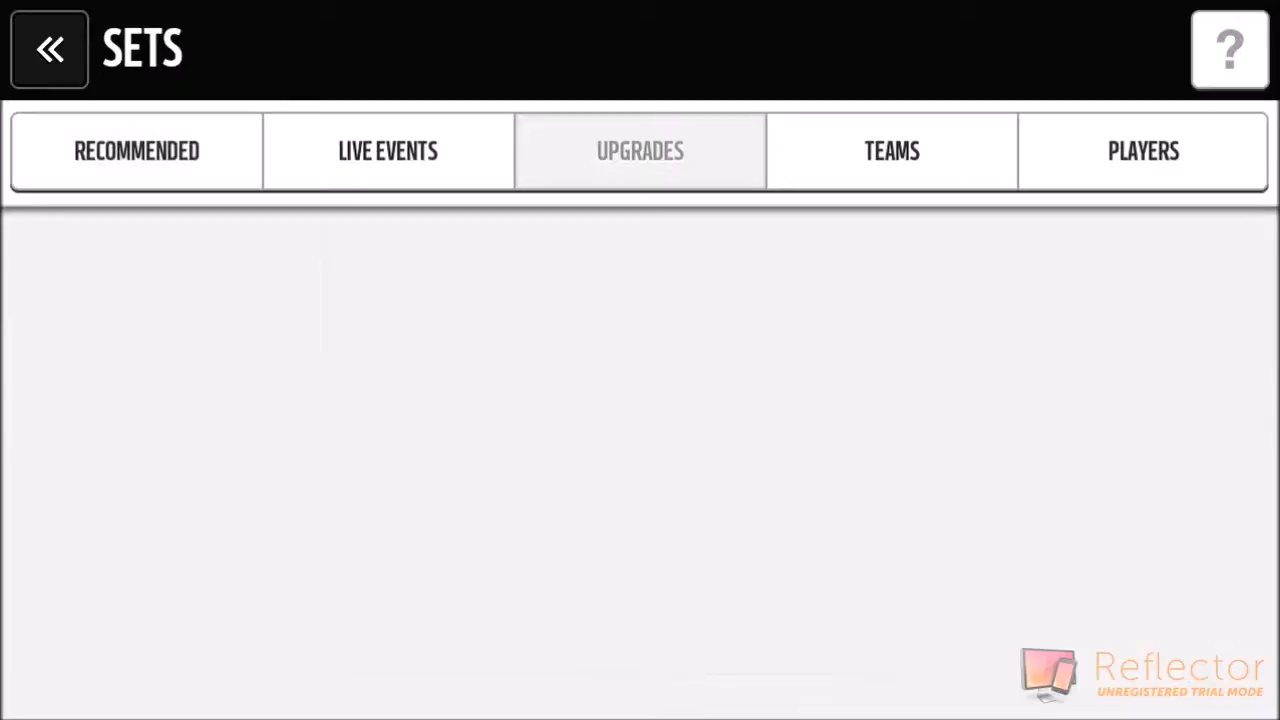 SETS
?
RECOMMENDED
LIVE EVENTS
UPGRADES
TEAMS
PLAYERS
Reflector
UNREGISTERED TRIAL MODE